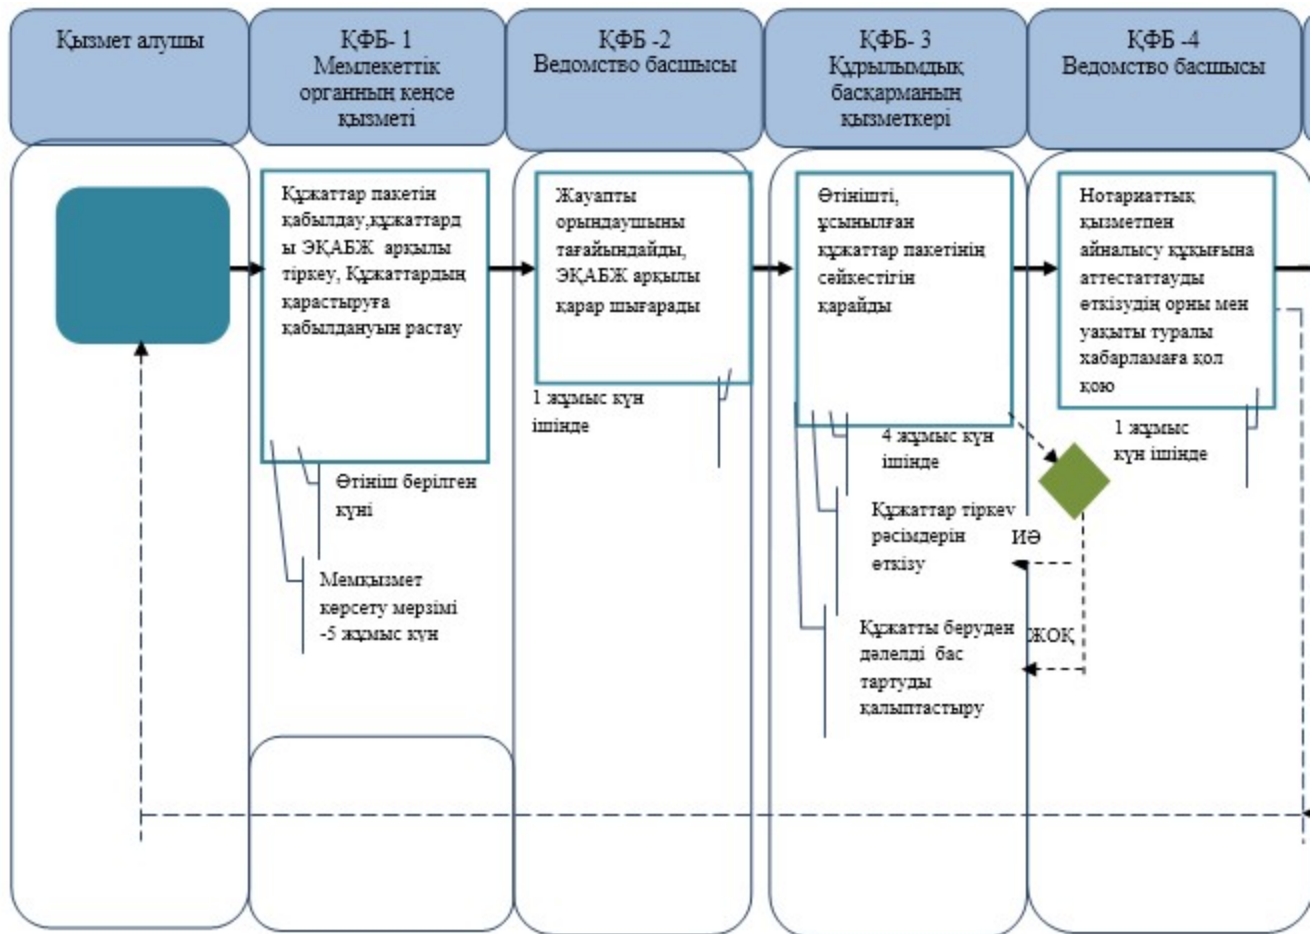 Қызмет алушы
ҚФБ- 1
Мемлекеттік
органның кеңсе
қызметі
ҚФБ -2
Ведомство басшысы
ҚФБ- 3
Құрылымдық
басқарманың
қызметкері
ҚФБ -4
Ведомство басшысы
Құжаттар пакетін
қабылдау,құжаттард
ы ЭҚАБЖ арқылы
тіркеу, Құжаттардың
қарастыруға
қабылдануын растау
Өтініш берілген
күні
Мемқызмет
көрсету мерзімі
-5 жұмыс күн
Жауапты
орындаушыны
тағайындайды,
ЭҚАБЖ арқылы
қарар шығарады
1 жұмыс күн
ішінде
Өтінішті,
ұсынылған
құжаттар пакетінің
сәйкестігін
қарайды
4 жұмыс күн
ішінде
Құжаттар тіркеу
рәсімдерін
өткізу
Құжатты беруден
дәлелді бас
тартуды
қалыптастыру
ИӘ
ЖОҚ
Нотариаттық
қызметпен
айналысу құқығына
аттестаттауды
өткізудің орны мен
уақыты туралы
хабарламаға қол
қою
1 жұмыс
күн ішінде